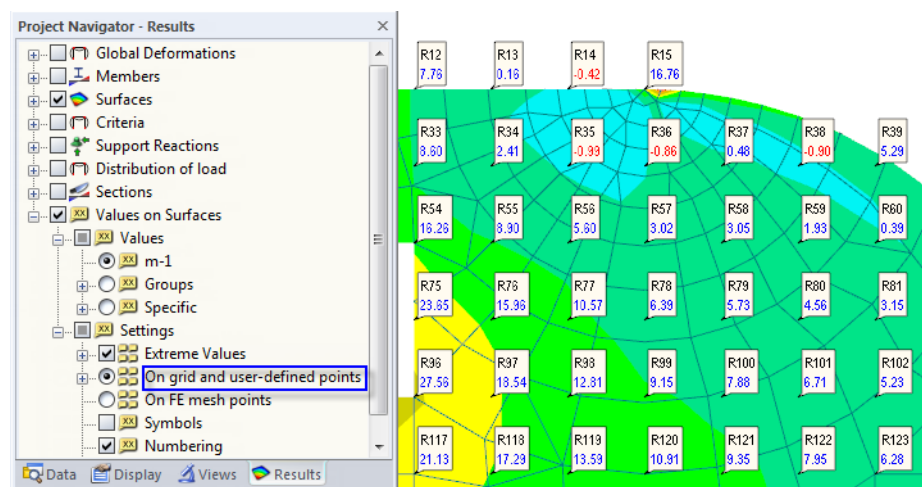 Project Navigator - Results
Global Deformations
Members
Surfaces
Criteria
Support Reactions
Distribution of load
Sections
Values on Surfaces
Values
m-1
Groups
Specific
Settings
Extreme Values
On grid and user-defined points
On FE mesh points
Symbols
Numbering
Data Display Views Results
R12 R13 R14 R15
7.76 0.16 -0.42 16.76
R33 R34 R35 R36 R37 R38 R39
8.60 2.41 -0.99 -0.86 0.48 -0.90 5.29
R54 R55 R56 R57 R58 R59 R60
16.26 8.90 5.60 3.02 3.05 1.93 0.39
R75 R76 R77 R78 R79 R80 R81
23.65 15.96 10.57 6.39 5.73 4.56 3.15
R96 R97 R98 R99 R100 R101 R102
27.56 18.54 12.81 9.15 7.88 6.71 5.23
R117 R118 R119 R120 R121 R122 R123
21.13 17.29 13.59 10.91 9.35 7.95 6.28